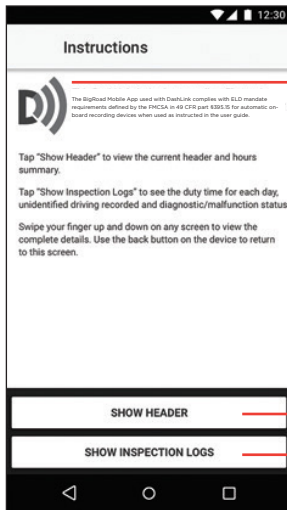 12:30
Instructions
The BigRoad Mobile App used with DashLink complies with ELD mandate
requirements defined by the FMCSA in 49 CFR part §395.15 for automatic on-
board recording devices when used as instructed in the user guide.
Tap "Show Header" to view the current header and hours
summary.
Tap "Show Inspection Logs" to see the duty time for each day,
unidentified driving recorded and diagnostic/malfunction status
Swipe your finger up and down on any screen to view the
complete details. Use the back button on the device to return
to this screen.
SHOW HEADER
SHOW INSPECTION LOGS